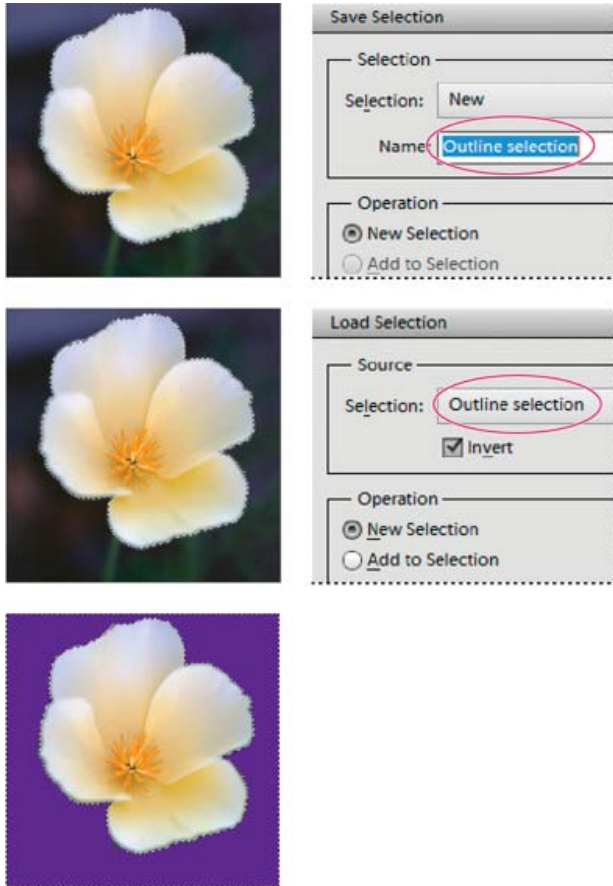 Save Selection
Selection
Selection: New
Name: Outline selection
Operation
New Selection
Add to Selection
Load Selection
Source
Selection: Outline selection
Invert
Operation
New Selection
Add to Selection